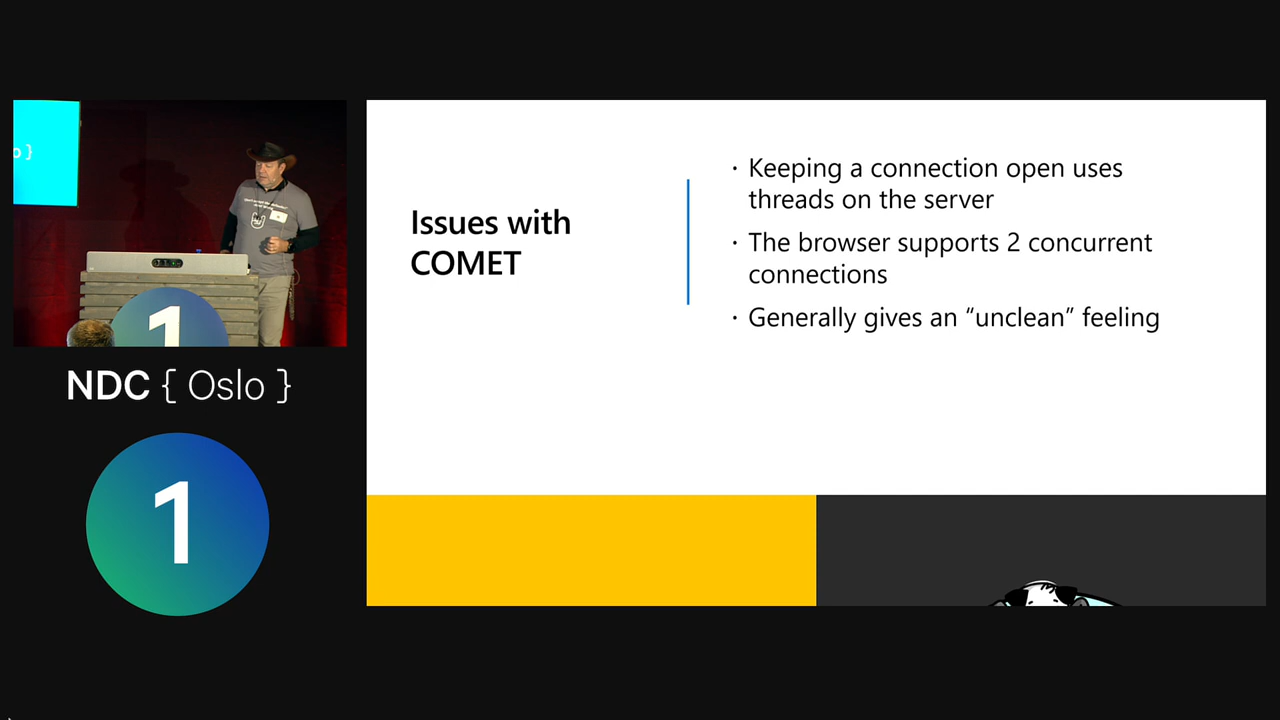 o }
1
NDC { Oslo }
1
Issues with
COMET
· Keeping a connection open uses
threads on the server
· The browser supports 2 concurrent
connections
· Generally gives an “unclean” feeling